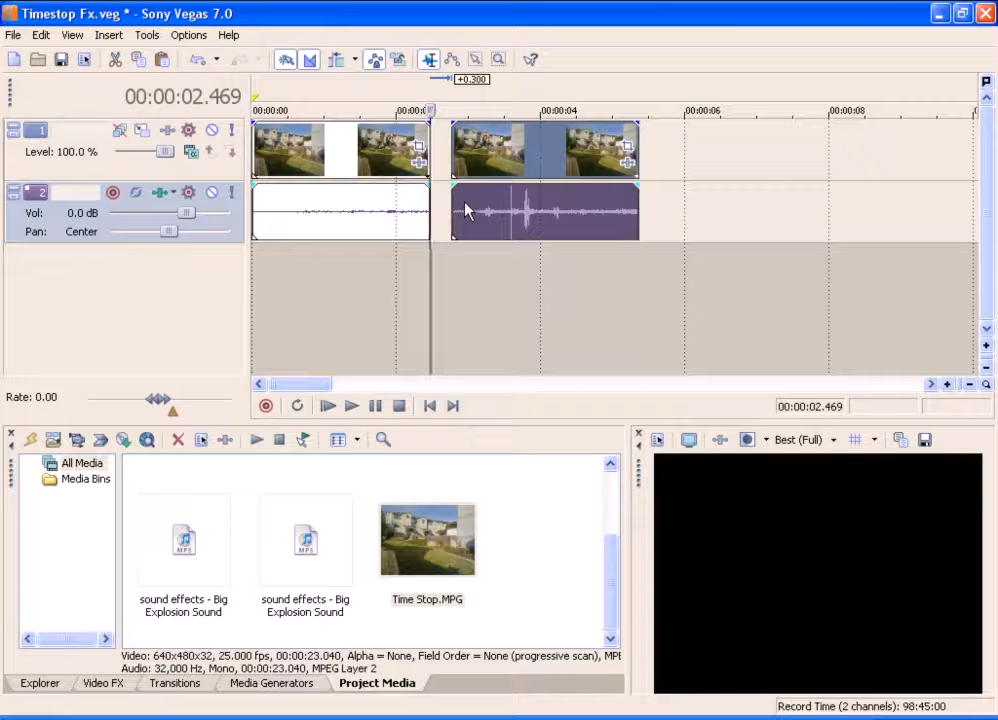 Timestop Fx.veg * - Sony Vegas 7.0
File Edit View Insert Tools Options Help
+0.300
00:00:02.469
00:00:00 00:00:0 00:00:04 00:00:06 00:00:08
1
Level: 100.0 %
2
Vol: 0.0 dB
Pan: Center
Rate: 0.00
00:00:02.469
Best (Full)
All Media
Media Bins
MP3 MP3
sound effects - Big Explosion Sound
sound effects - Big Explosion Sound
Time Stop.MPG
Video: 640x480x32, 25.000 fps, 00:00:23.040, Alpha = None, Field Order = None (progressive scan), MPE
Audio: 32,000 Hz, Mono, 00:00:23.040, MPEG Layer 2
Explorer Video FX Transitions Media Generators Project Media
Record Time (2 channels): 98:45:00